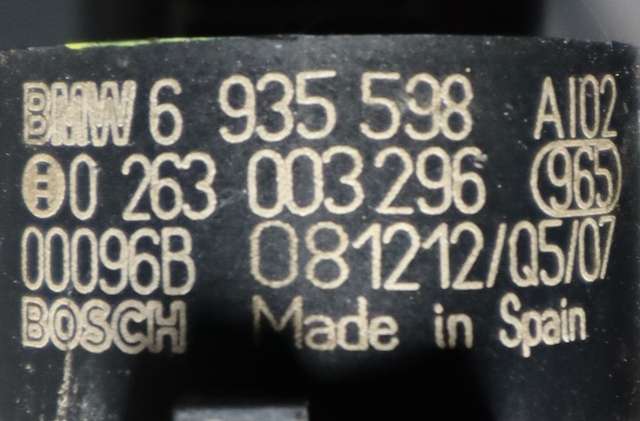 BMW 6 935 598 AI02
0 263 003 296 965
00096B 081212/Q5/07
BOSCH Made in Spain